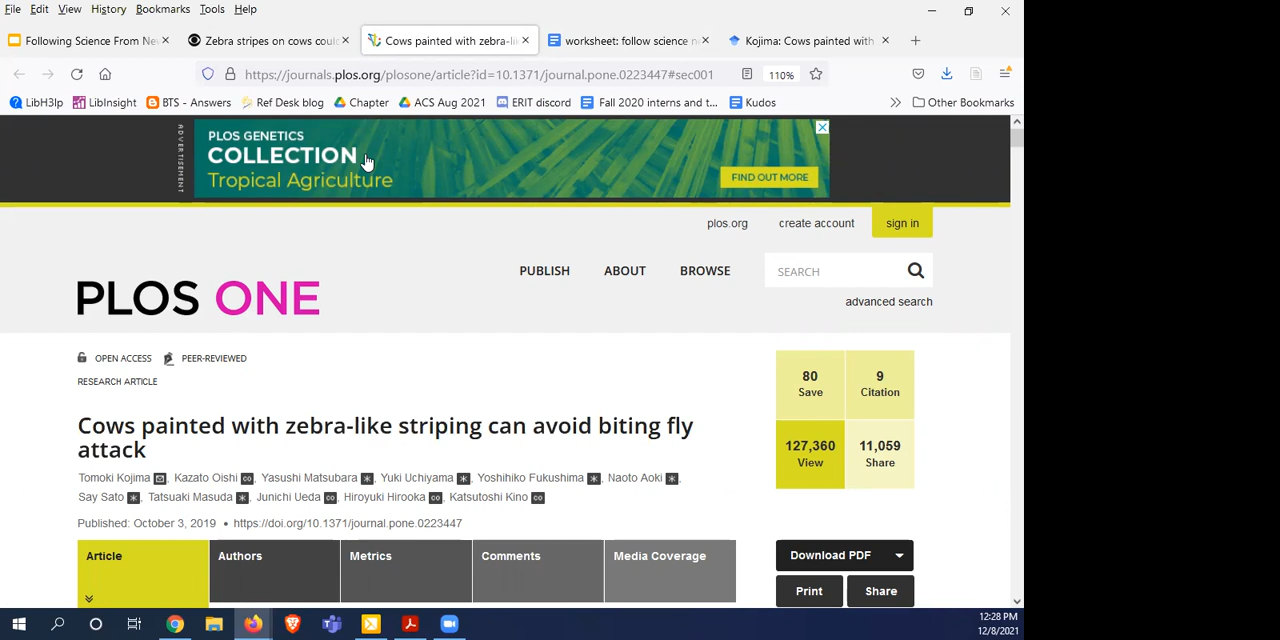 File Edit View History Bookmarks Tools Help
Following Science From Ne
Zebra stripes on cows coul
Cows painted with zebra-li
worksheet: follow science n
Kojima: Cows painted with
https://journals.plos.org/plosone/article?id=10.1371/journal.pone.0223447#sec001
110%
LibH3lp LibInsight BTS - Answers Ref Desk blog Chapter ACS Aug 2021 ERIT discord Fall 2020 interns and t... Kudos Other Bookmarks
ADVERTISEMENT
PLOS GENETICS
COLLECTION
Tropical Agriculture
FIND OUT MORE
plos.org create account sign in
PUBLISH ABOUT BROWSE SEARCH
advanced search
PLOS ONE
OPEN ACCESS PEER-REVIEWED
RESEARCH ARTICLE
80 Save
9 Citation
127,360 View
11,059 Share
Cows painted with zebra-like striping can avoid biting fly
attack
Tomoki Kojima, Kazato Oishi, Yasushi Matsubara, Yuki Uchiyama, Yoshihiko Fukushima, Naoto Aoki,
Say Sato, Tatsuaki Masuda, Junichi Ueda, Hiroyuki Hirooka, Katsutoshi Kino
Published: October 3, 2019 • https://doi.org/10.1371/journal.pone.0223447
Article Authors Metrics Comments Media Coverage
Download PDF
Print Share
12:28 PM
12/8/2021